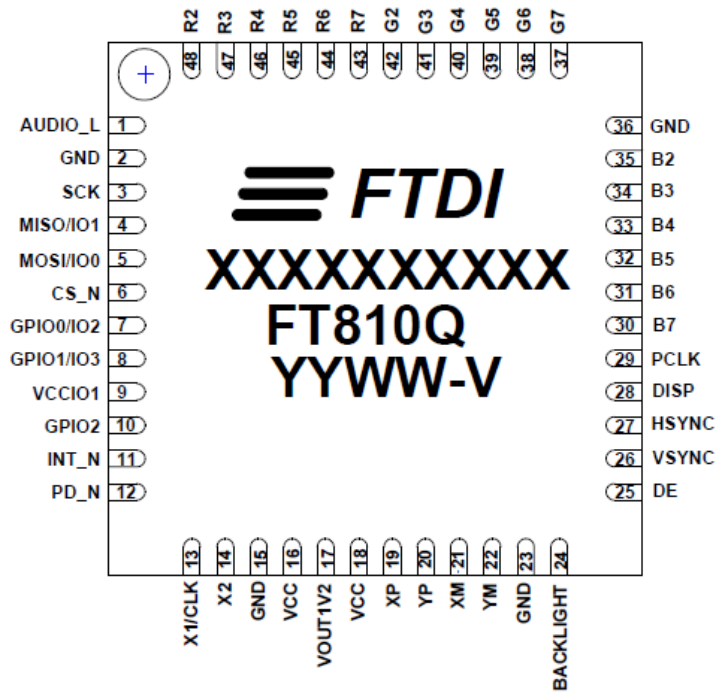 R2 R3 R4 R5 R6 R7 G2 G3 G4 G5 G6 G7
48 47 46 45 44 43 42 41 40 39 38 37
AUDIO_L 1
GND 2
SCK 3
MISO/IO1 4
MOSI/IO0 5
CS_N 6
GPIO0/IO2 7
GPIO1/IO3 8
VCCIO1 9
GPIO2 10
INT_N 11
PD_N 12
FTDI
XXXXXXXXXX
FT810Q
YYWW-V
36 GND
35 B2
34 B3
33 B4
32 B5
31 B6
30 B7
29 PCLK
28 DISP
27 HSYNC
26 VSYNC
25 DE
13 14 15 16 17 18 19 20 21 22 23 24
X1/CLK X2 GND VCC VOUT1V2 VCC XP YP XM YM GND BACKLIGHT